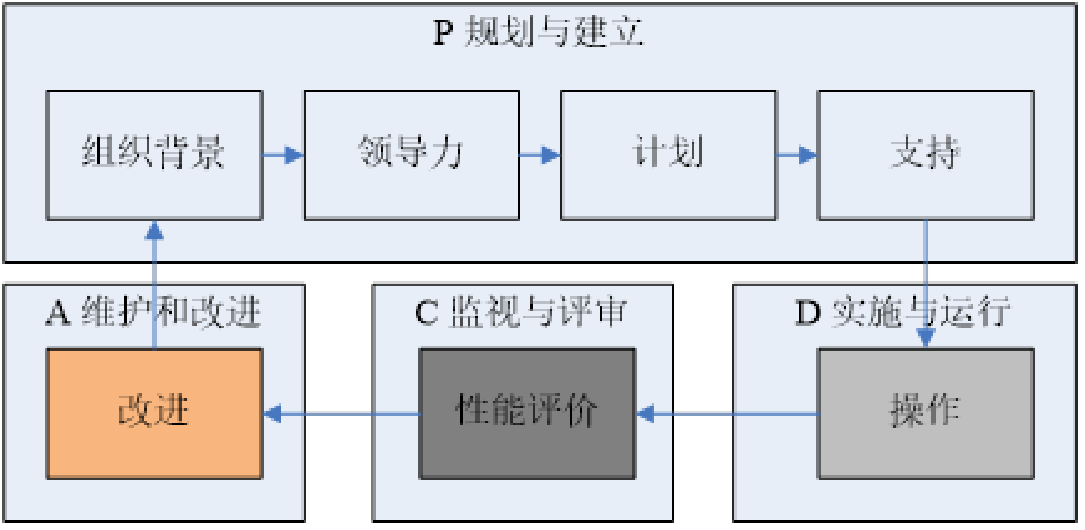 P 规划与建立
组织背景
领导力
计划
支持
A 维护和改进
C 监视与评审
D 实施与运行
改进
性能评价
操作